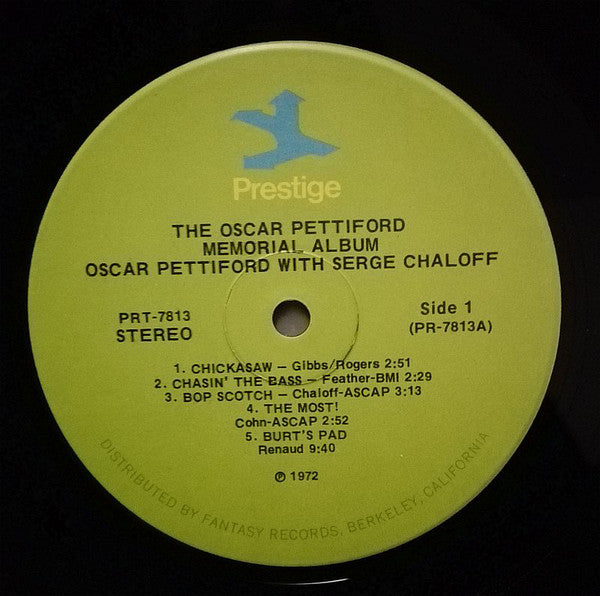 Prestige
THE OSCAR PETTIFORD
MEMORIAL ALBUM
OSCAR PETTIFORD WITH SERGE CHALOFF
PRT-7813
STEREO
Side 1
(PR-7813A)
1. CHICKASAW – Gibbs/Rogers 2:51
2. CHASIN' THE BASS – Feather-BMI 2:29
3. BOP SCOTCH – Chaloff-ASCAP 3:13
4. THE MOST!
Cohn-ASCAP 2:52
5. BURT'S PAD
Renaud 9:40
℗ 1972
DISTRIBUTED BY FANTASY RECORDS, BERKELEY, CALIFORNIA